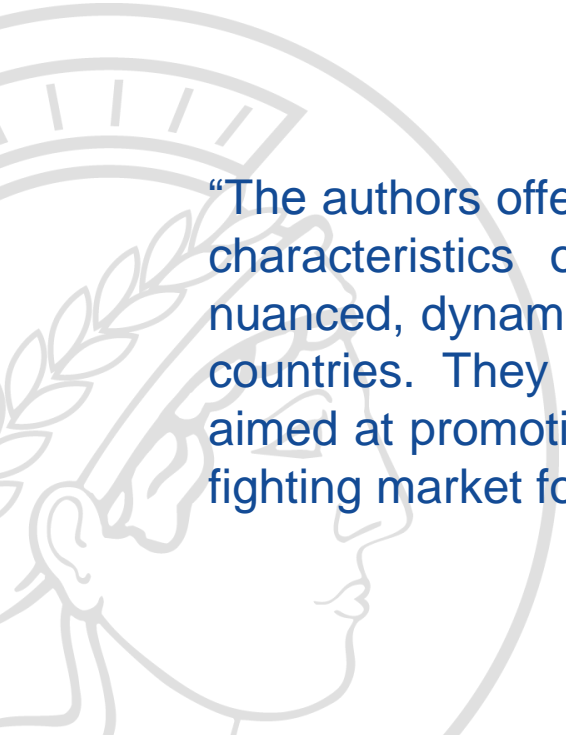 “The authors offe
characteristics
nuanced, dynam
countries. They
aimed at promoti
fighting market fo